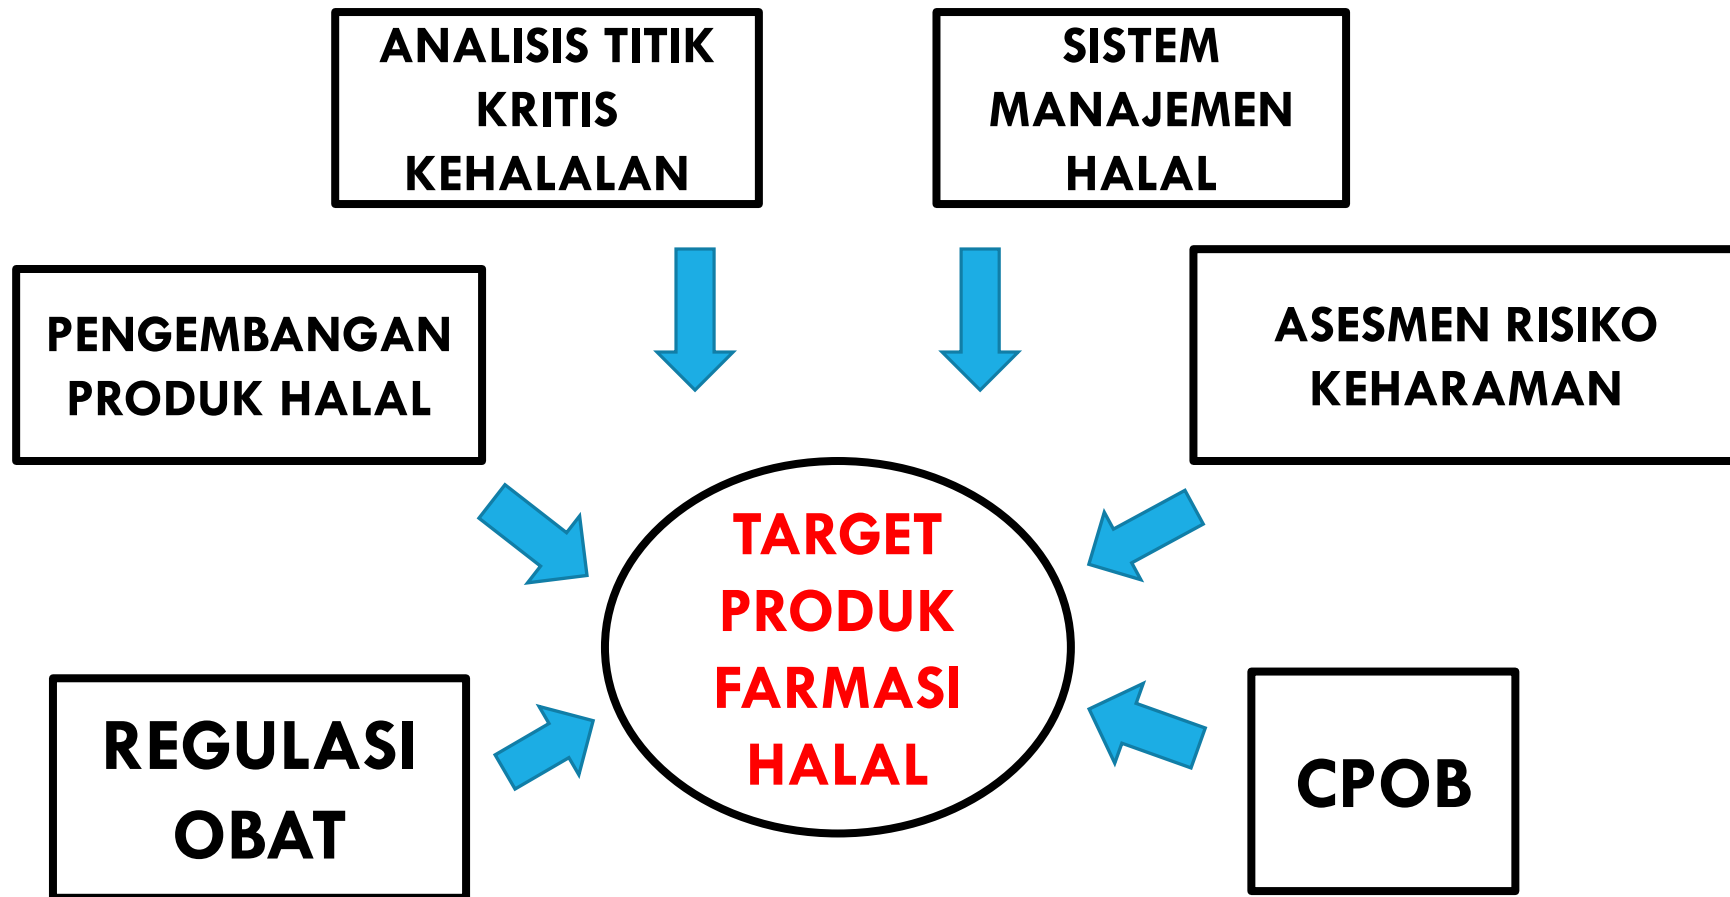 ANALISIS TITIK
KRITIS
KEHALALAN
SISTEM
MANAJEMEN
HALAL
PENGEMBANGAN
PRODUK HALAL
ASESMEN RISIKO
KEHARAMAN
TARGET
PRODUK
FARMASI
HALAL
REGULASI
OBAT
CPOB